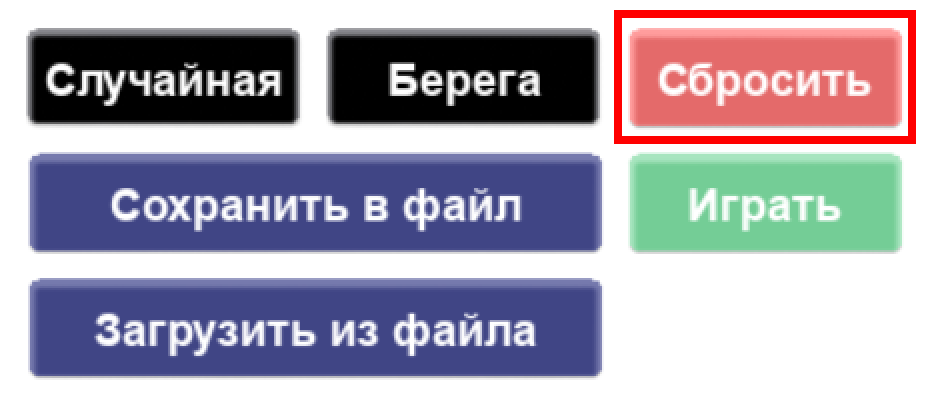 Случайная Берега Сбросить
Сохранить в файл Играть
Загрузить из файла